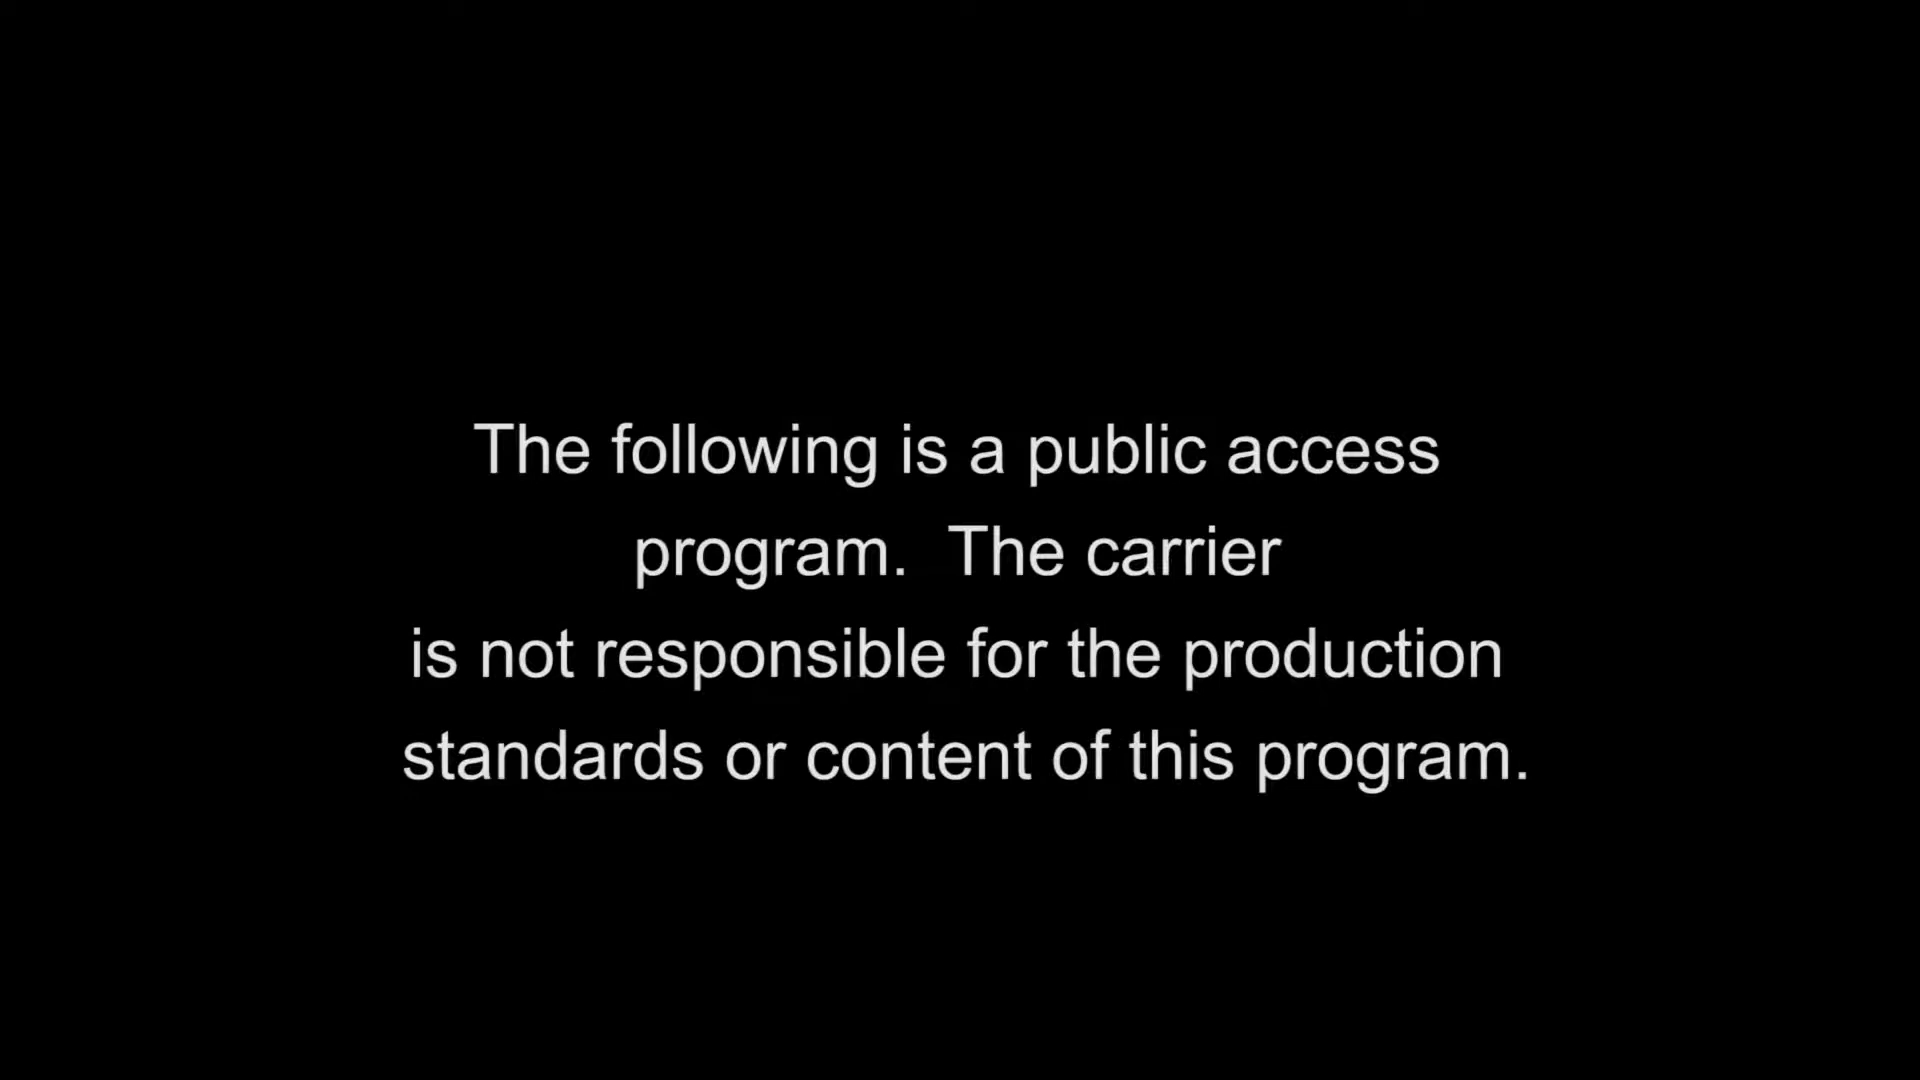 The following is a public access
program.  The carrier
is not responsible for the production
standards or content of this program.